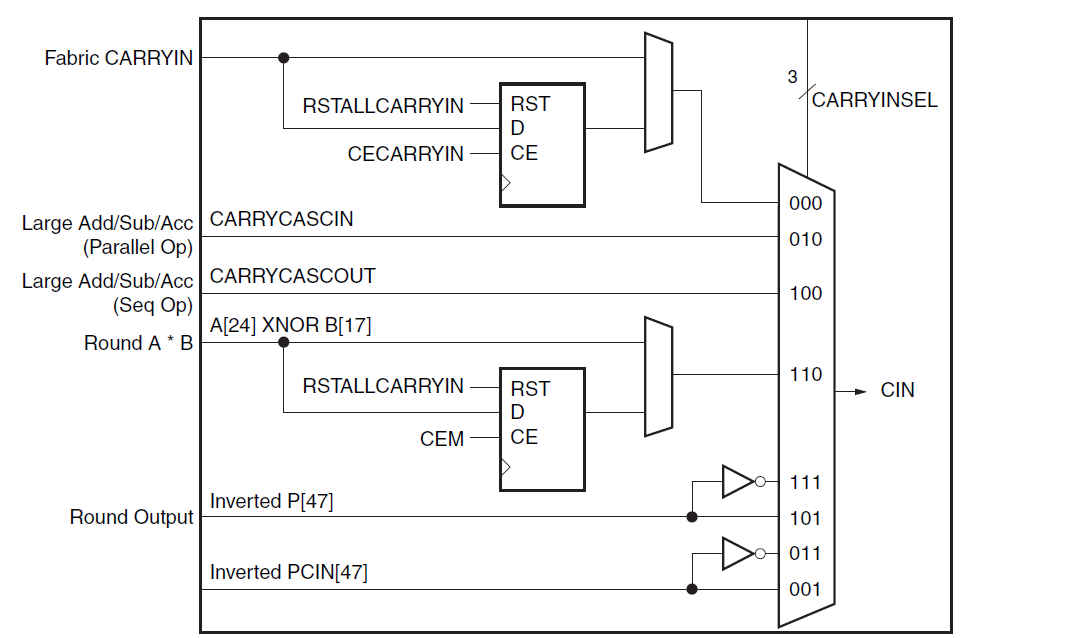 Fabric CARRYIN
3
CARRYINSEL
RSTALLCARRYIN
RST
D
CECARRYIN
CE
000
Large Add/Sub/Acc
(Parallel Op)
CARRYCASCIN
010
Large Add/Sub/Acc
(Seq Op)
CARRYCASCOUT
100
A[24] XNOR B[17]
Round A * B
110
RSTALLCARRYIN
RST
D
CEM
CE
CIN
111
Inverted P[47]
Round Output
101
011
Inverted PCIN[47]
001